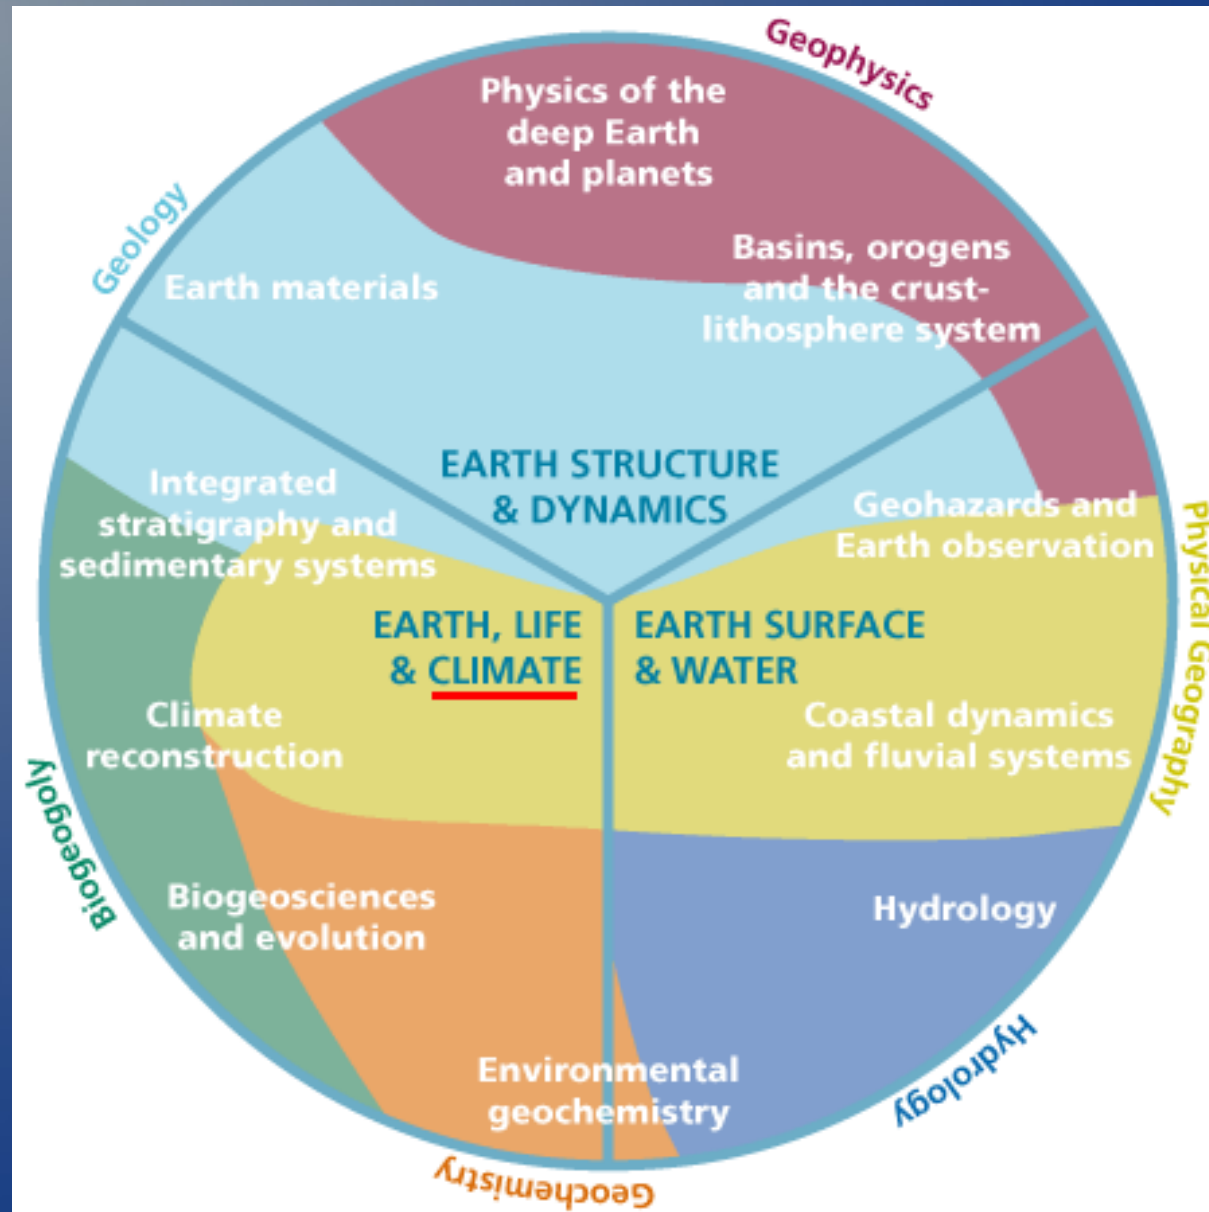 Geophysics
Physics of the
deep Earth
and planets
Geology
Basins, orogens
and the crust-
lithosphere system
Earth materials
EARTH STRUCTURE
& DYNAMICS
Integrated
stratigraphy and
sedimentary systems
Geohazards and
Earth observation
Physical Geography
EARTH, LIFE
& CLIMATE
EARTH SURFACE
& WATER
Climate
reconstruction
Coastal dynamics
and fluvial systems
Biogeogoly
Biogeosciences
and evolution
Hydrology
Hydrology
Environmental
geochemistry
Geochemistry